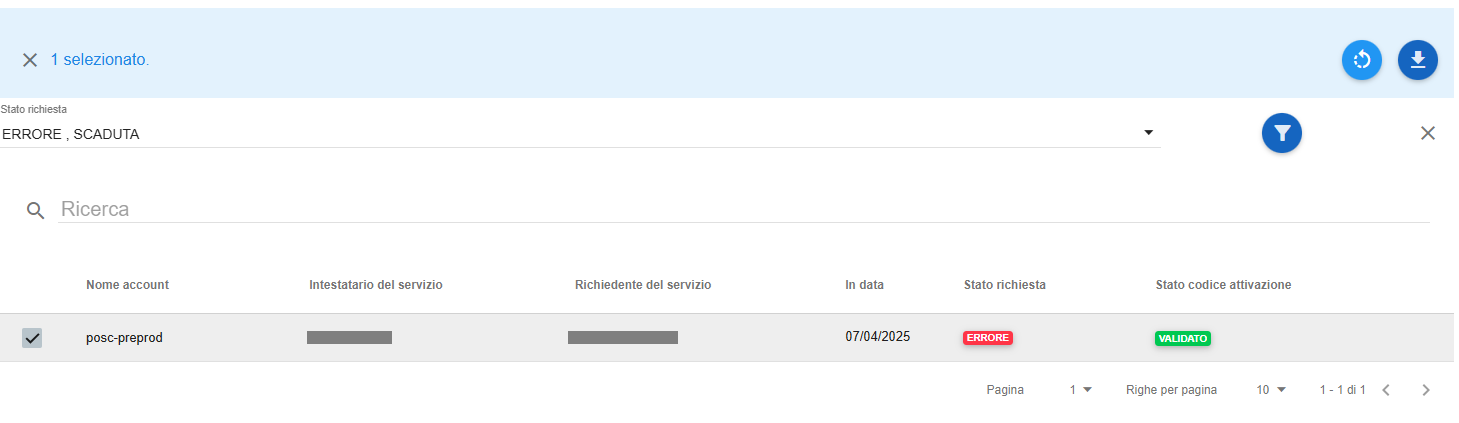 1 selezionato.
Stato richiesta
ERRORE , SCADUTA
Ricerca
Nome account Intestatario del servizio Richiedente del servizio In data Stato richiesta Stato codice attivazione
posc-preprod 07/04/2025 ERRORE VALIDATO
Pagina 1 Righe per pagina 10 1 - 1 di 1